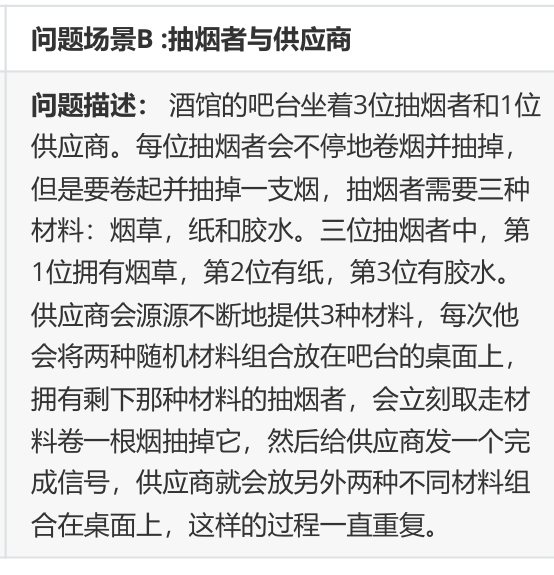 问题场景B :抽烟者与供应商
问题描述： 酒馆的吧台坐着3位抽烟者和1位
供应商。每位抽烟者会不停地卷烟并抽掉，
但是要卷起并抽掉一支烟，抽烟者需要三种
材料：烟草，纸和胶水。三位抽烟者中，第
1位拥有烟草，第2位有纸，第3位有胶水。
供应商会源源不断地提供3种材料，每次他
会将两种随机材料组合放在吧台的桌面上，
拥有剩下那种材料的抽烟者，会立刻取走材
料卷一根烟抽掉它，然后给供应商发一个完
成信号，供应商就会放另外两种不同材料组
合在桌面上，这样的过程一直重复。